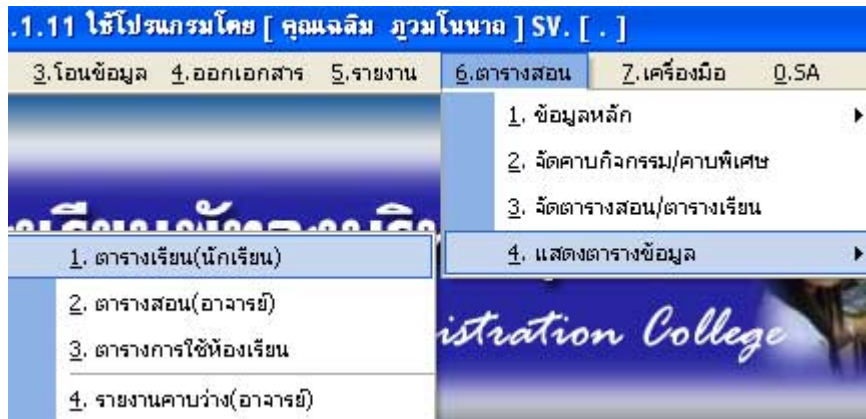 .1.11 ใช้โปรแกรมโดย [ คุณเฉลิม ภูวมโนนาถ ] SV. [ . ]
3.โอนข้อมูล 4.ออกเอกสาร 5.รายงาน 6.ตารางสอน 7.เครื่องมือ 0.SA
1. ข้อมูลหลัก
2. จัดคาบกิจกรรม/คาบพิเศษ
3. จัดตารางสอน/ตารางเรียน
4. แสดงตารางข้อมูล
1. ตารางเรียน(นักเรียน)
2. ตารางสอน(อาจารย์)
3. ตารางการใช้ห้องเรียน
4. รายงานคาบว่าง(อาจารย์)
istration College